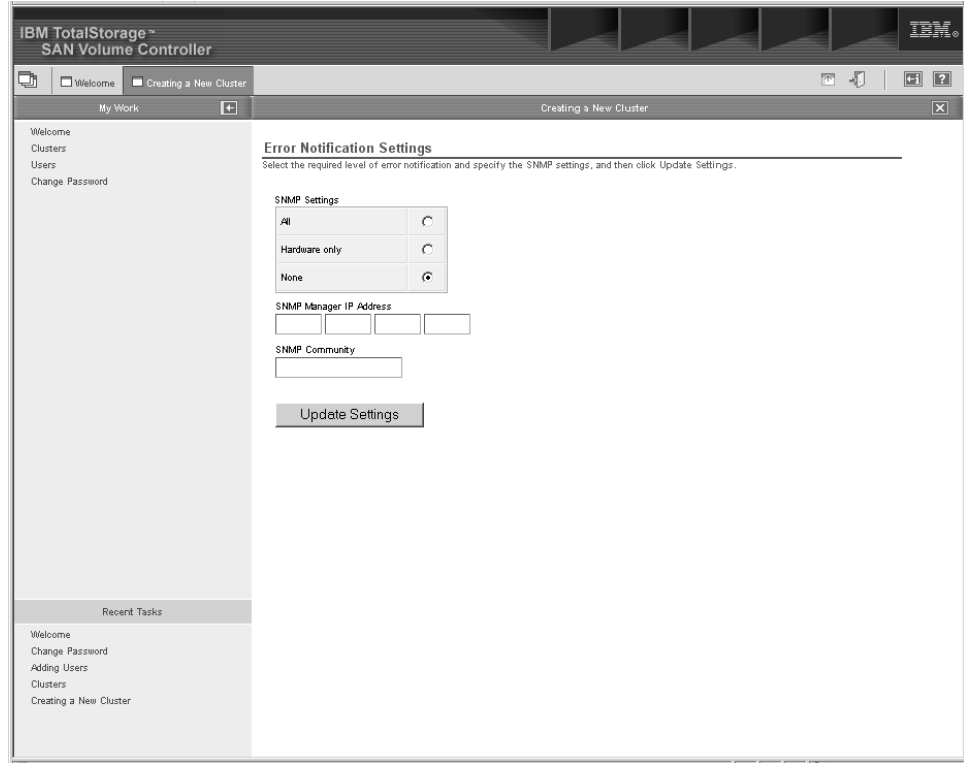 IBM TotalStorage™
SAN Volume Controller
IBM®
Welcome
Creating a New Cluster
?
My Work
Creating a New Cluster
Welcome
Clusters
Users
Change Password
Error Notification Settings
Select the required level of error notification and specify the SNMP settings, and then click Update Settings.
SNMP Settings
All
Hardware only
None
SNMP Manager IP Address
SNMP Community
Update Settings
Recent Tasks
Welcome
Change Password
Adding Users
Clusters
Creating a New Cluster